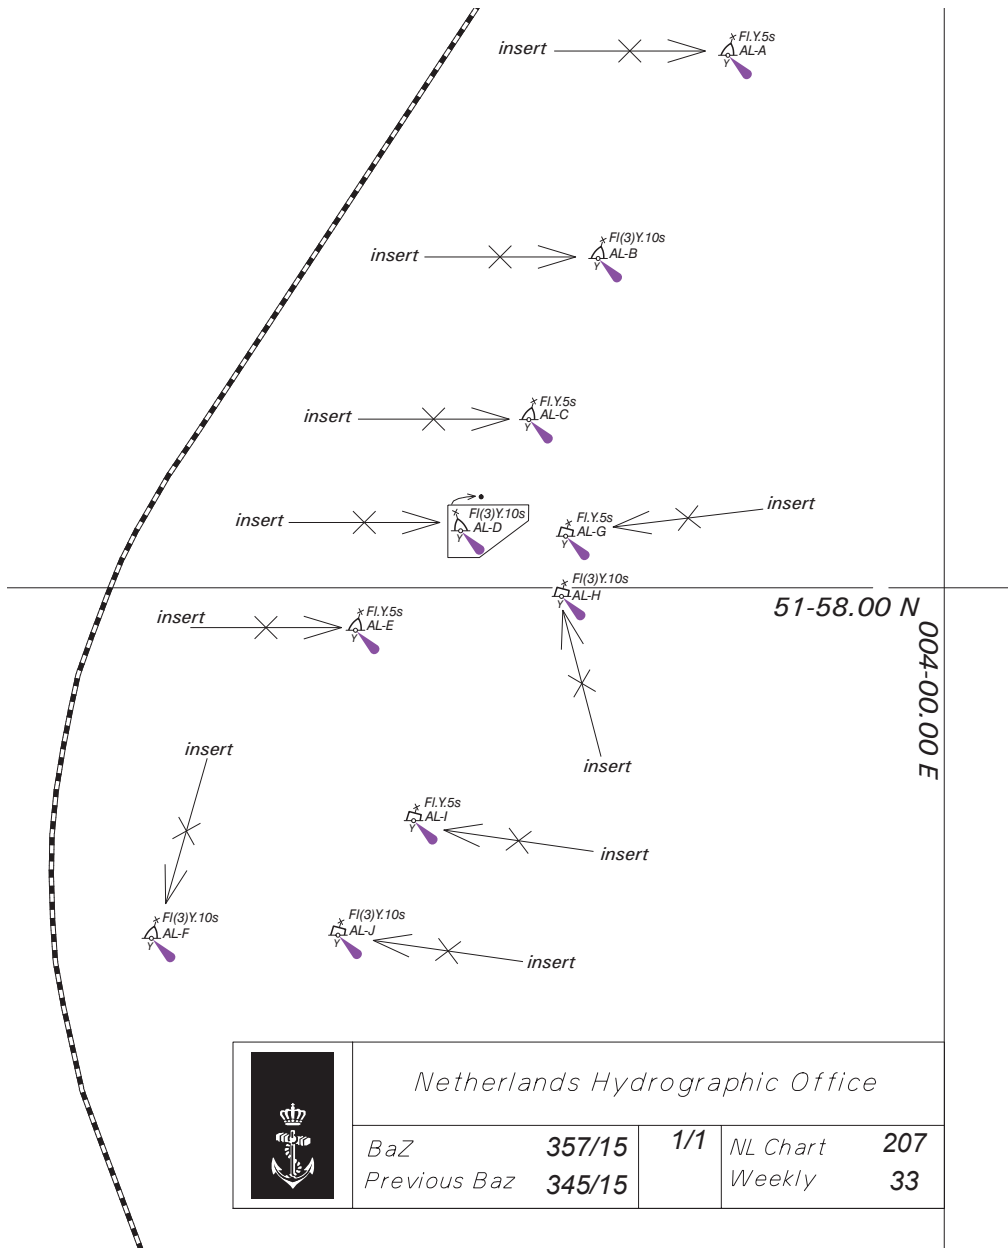 insert
Fl.Y.5s
AL-A
Y
insert
Fl(3)Y.10s
AL-B
Y
insert
Fl.Y.5s
AL-C
Y
insert
Fl(3)Y.10s
AL-D
Y
Fl.Y.5s
AL-G
Y
insert
Fl(3)Y.10s
AL-H
Y
51-58.00 N
004-00.00 E
insert
Fl.Y.5s
AL-E
Y
insert
insert
Fl.Y.5s
AL-I
Y
insert
Fl(3)Y.10s
AL-F
Y
Fl(3)Y.10s
AL-J
Y
insert
Netherlands Hydrographic Office
BaZ 357/15 1/1 NL Chart 207
Previous Baz 345/15 Weekly 33